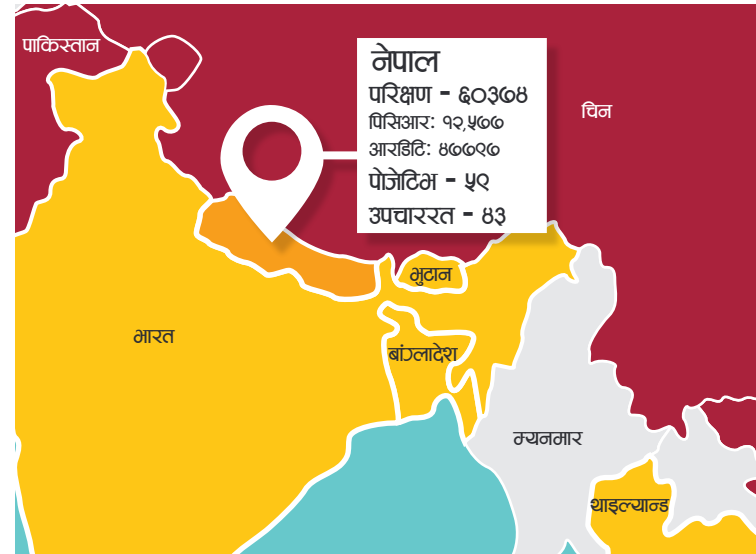 पाकिस्तान
नेपाल
परिक्षण - ६०३७४
पिसिआर: १२,५७७
आरडिटि: ४७७९७
पोजेटिभ - ५९
उपचाररत - ४३
चिन
भुटान
भारत
बांग्लादेश
म्यनमार
थाइल्यान्ड